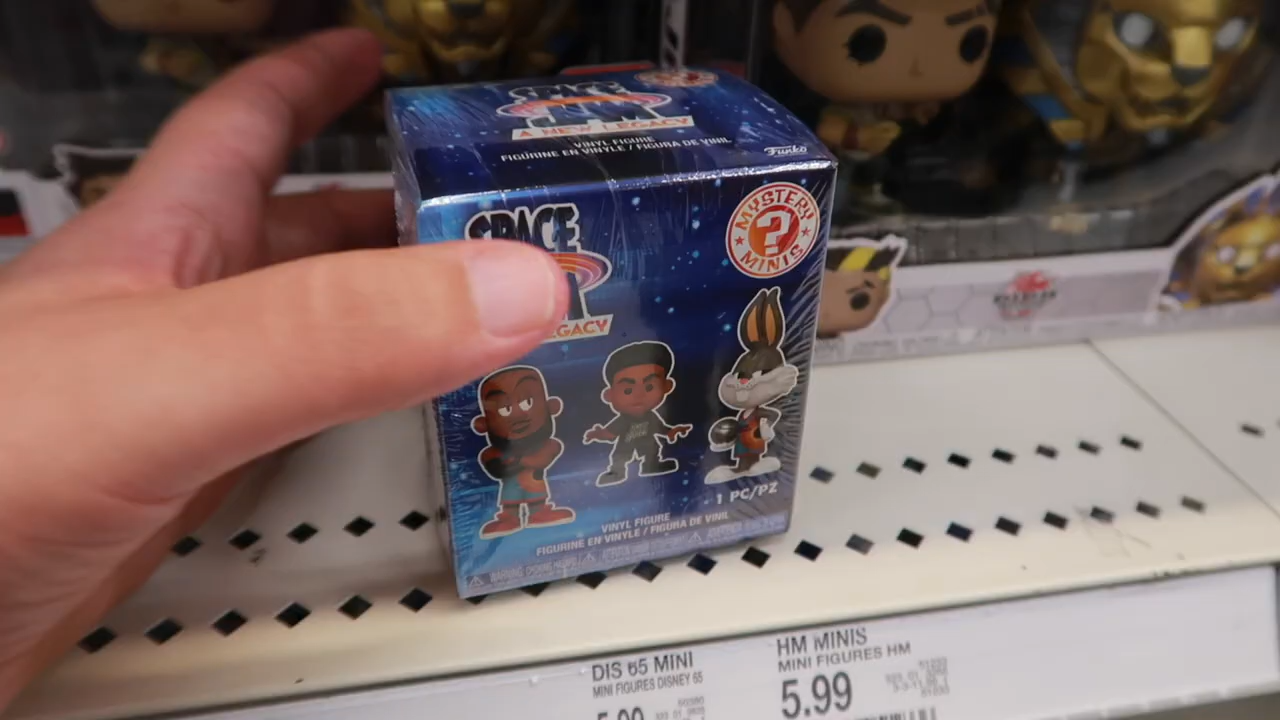 SPACE
JAM
A NEW LEGACY
VINYL FIGURE
FIGURINE EN VINYLE / FIGURA DE VINIL
Funko
SPACE
MYSTERY
?
MINIS
EGACY
1 PC/PZ
VINYL FIGURE
FIGURINE EN VINYLE / FIGURA DE VINIL
DIS 65 MINI
MINI FIGURES DISNEY 65
HM MINIS
MINI FIGURES HM
5.99